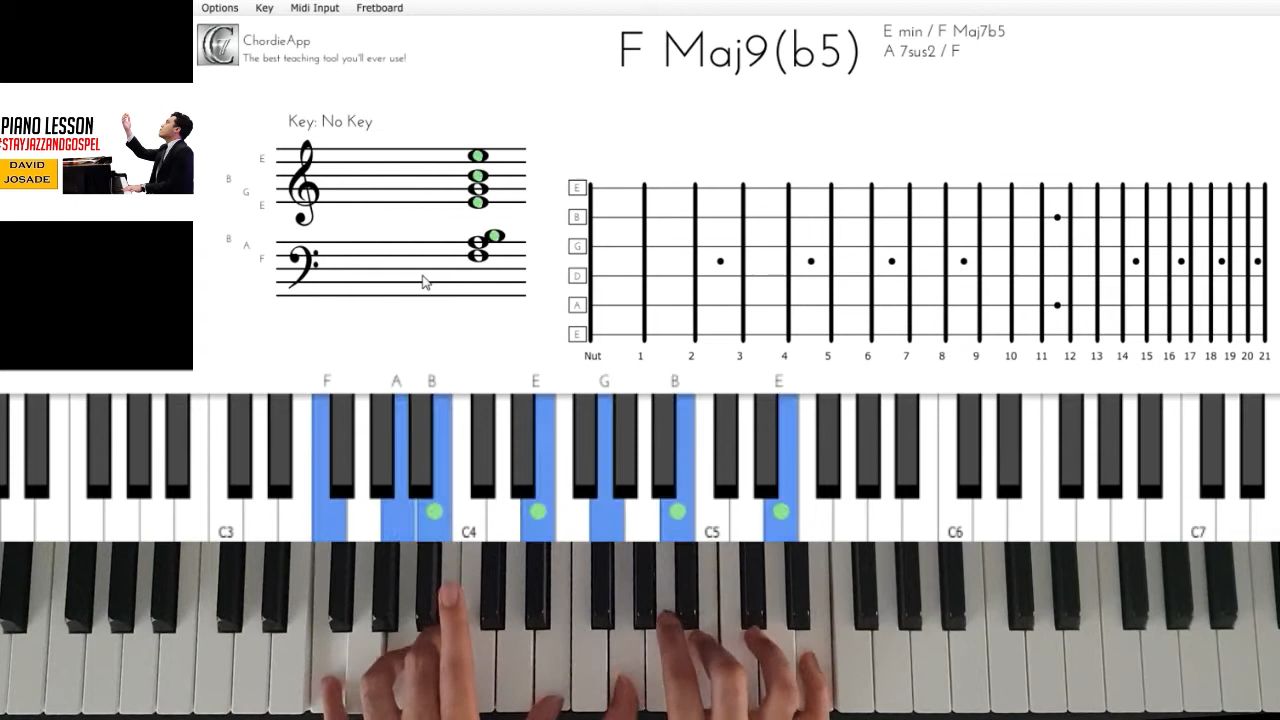 Options Key Midi Input Fretboard
ChordieApp
The best teaching tool you'll ever use!
F Maj9(b5)
E min / F Maj7b5
A 7sus2 / F
PIANO LESSON
#STAYJAZZANDGOSPEL
DAVID
JOSADE
Key: No Key
E
B
G
E
B
A
F
E
B
G
D
A
E
Nut 1 2 3 4 5 6 7 8 9 10 11 12 13 14 15 16 17 18 19 20 21
F A B E G B E
C3 C4 C5 C6 C7